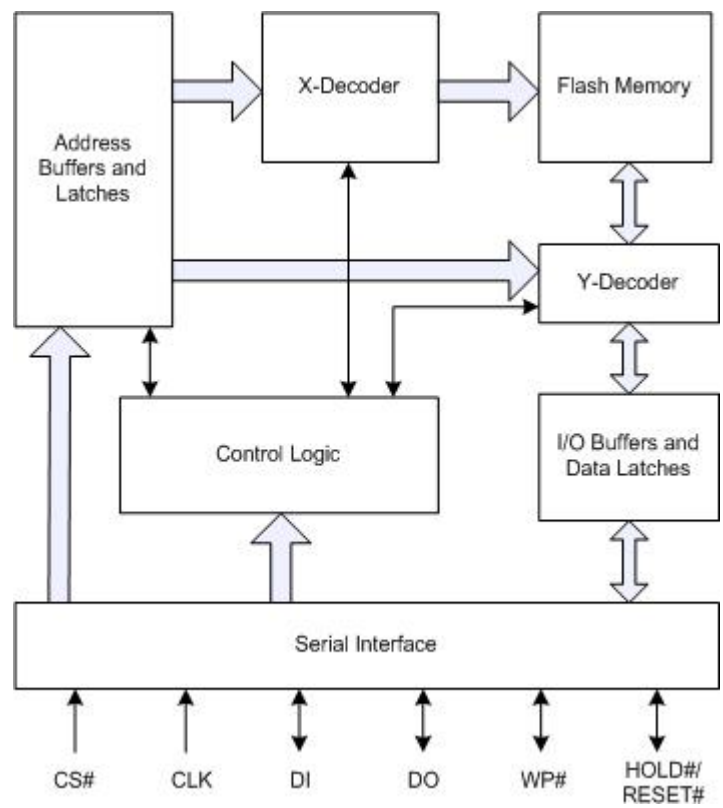 X-Decoder
Flash Memory
Address
Buffers and
Latches
Y-Decoder
Control Logic
I/O Buffers and
Data Latches
Serial Interface
CS#
CLK
DI
DO
WP#
HOLD#/
RESET#